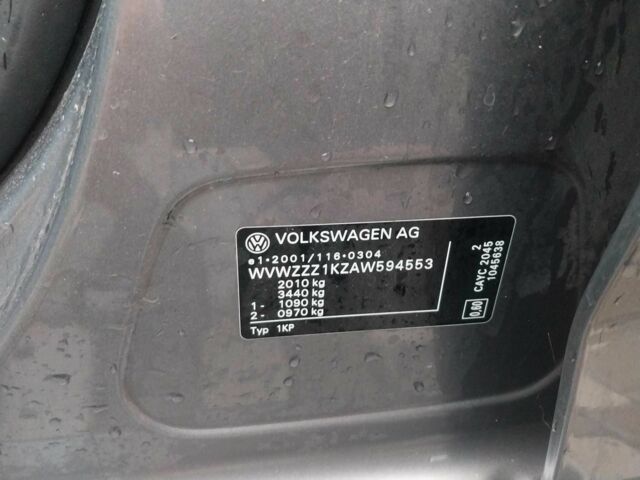 VOLKSWAGEN AG
e1*2001/116*0304
WVWZZZ1KZAW594553
2010 kg
3440 kg
1 - 1090 kg
2 - 0970 kg
Typ 1KP
0,60
CAYC 2045 2
1045638